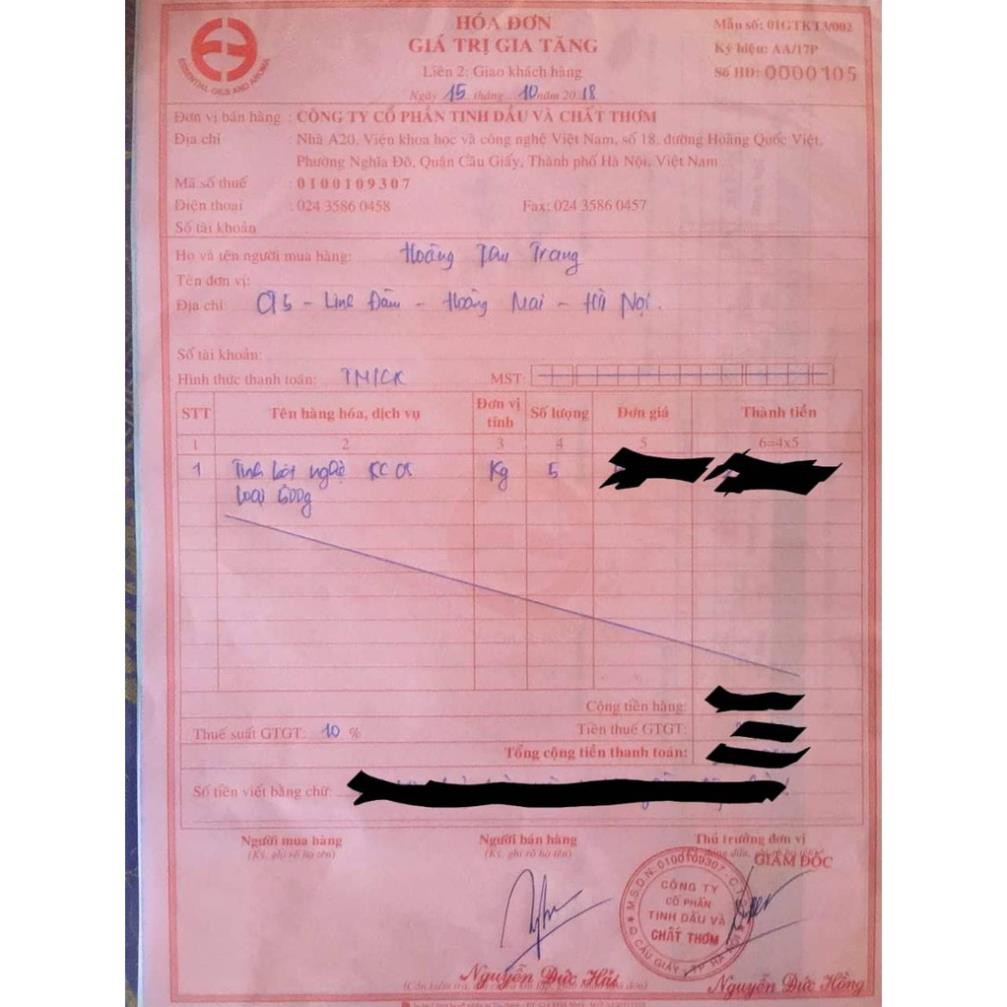 HÓA ĐƠN
GIÁ TRỊ GIA TĂNG
Liên 2: Giao khách hàng
Ngày 15 tháng 10 năm 2018
Mẫu số: 01GTKT3/002
Ký hiệu: AA/17P
Số HĐ: 0000105
ESSENTIAL OILS AND AROMA
Đơn vị bán hàng : CÔNG TY CỔ PHẦN TINH DẦU VÀ CHẤT THƠM
Địa chỉ : Nhà A20, Viện khoa học và công nghệ Việt Nam, số 18, đường Hoàng Quốc Việt,
Phường Nghĩa Đô, Quận Cầu Giấy, Thành phố Hà Nội, Việt Nam
Mã số thuế : 0100109307
Điện thoại : 024 3586 0458 Fax: 024 3586 0457
Số tài khoản
Họ và tên người mua hàng: Hoàng Thu Trang
Tên đơn vị:
Địa chỉ: - Linh Đàm - Hoàng Mai - Hà Nội.
Số tài khoản:
Hình thức thanh toán: TM/CK MST:
STT Tên hàng hóa, dịch vụ Đơn vị tính Số lượng Đơn giá Thành tiền
1 2 3 4 5 6=4x5
1 Tinh bột nghệ Kg 5
loại 500g
Cộng tiền hàng:
Thuế suất GTGT: 10 % Tiền thuế GTGT:
Tổng cộng tiền thanh toán:
Số tiền viết bằng chữ:
Người mua hàng Người bán hàng Thủ trưởng đơn vị
(Ký, ghi rõ họ tên) (Ký, ghi rõ họ tên)
GIÁM ĐỐC
M.S.D.N: 0100109307
CÔNG TY
CỔ PHẦN
TINH DẦU VÀ
CHẤT THƠM
CẦU GIẤY - TP HÀ NỘI
Nguyễn Đức Nguyễn Đức Hồng